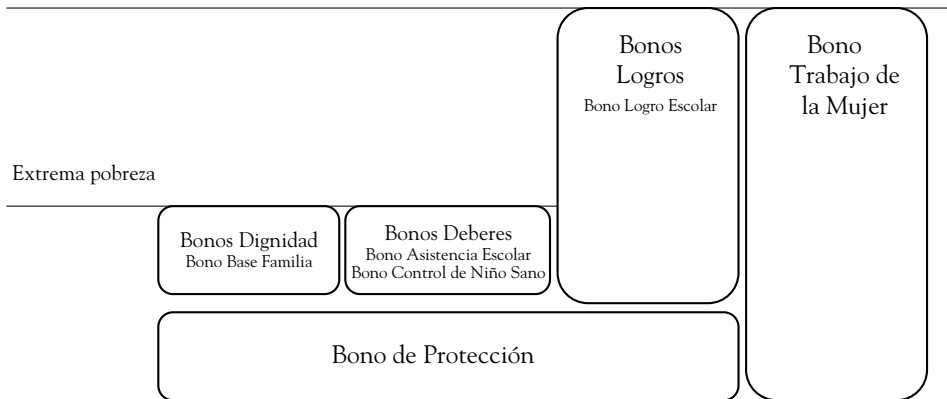 Bonos
Logros
Bono Logro Escolar
Bono
Trabajo de
la Mujer
Extrema pobreza
Bonos Dignidad
Bono Base Familia
Bonos Deberes
Bono Asistencia Escolar
Bono Control de Niño Sano
Bono de Protección